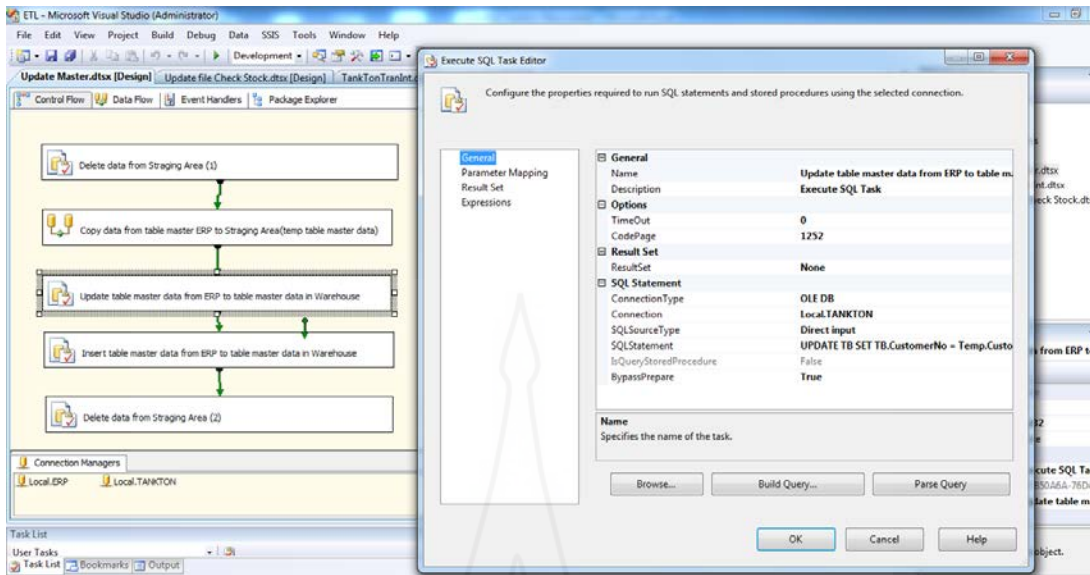 ETL - Microsoft Visual Studio (Administrator)
File Edit View Project Build Debug Data SSIS Tools Window Help
Development
Update Master.dtsx [Design] Update file Check Stock.dtsx [Design] TankTonTranInt.
Control Flow Data Flow Event Handlers Package Explorer
Delete data from Straging Area (1)
Copy data from table master ERP to Straging Area(temp table master data)
Update table master data from ERP to table master data in Warehouse
Insert table master data from ERP to table master data in Warehouse
Delete data from Straging Area (2)
Connection Managers
Local.ERP Local.TANKTON
Task List
User Tasks
Task List Bookmarks Output
Execute SQL Task Editor
Configure the properties required to run SQL statements and stored procedures using the selected connection.
General
Parameter Mapping
Result Set
Expressions
General
Name Update table master data from ERP to table m.
Description Execute SQL Task
Options
TimeOut 0
CodePage 1252
Result Set
ResultSet None
SQL Statement
ConnectionType OLE DB
Connection Local.TANKTON
SQLSourceType Direct input
SQLStatement UPDATE TB SET TB.CustomerNo = Temp.Custo
IsQueryStoredProcedure False
BypassPrepare True
Name
Specifies the name of the task.
Browse... Build Query... Parse Query
OK Cancel Help
r.dtsx
nt.dtsx
eck Stock.dt
from ERP t
cute SQL Ta
date table m
object.